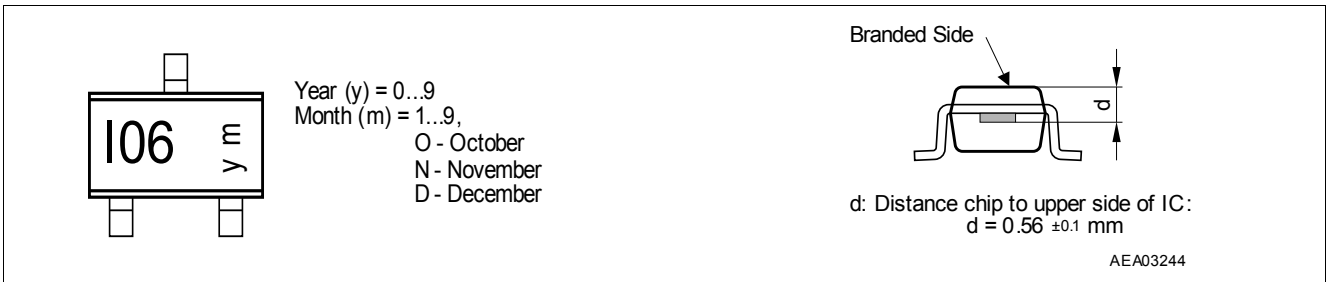 I06
y m
Year (y) = 0...9
Month (m) = 1...9,
O - October
N - November
D - December
Branded Side
d
d: Distance chip to upper side of IC:
d = 0.56 ±0.1 mm
AEA03244